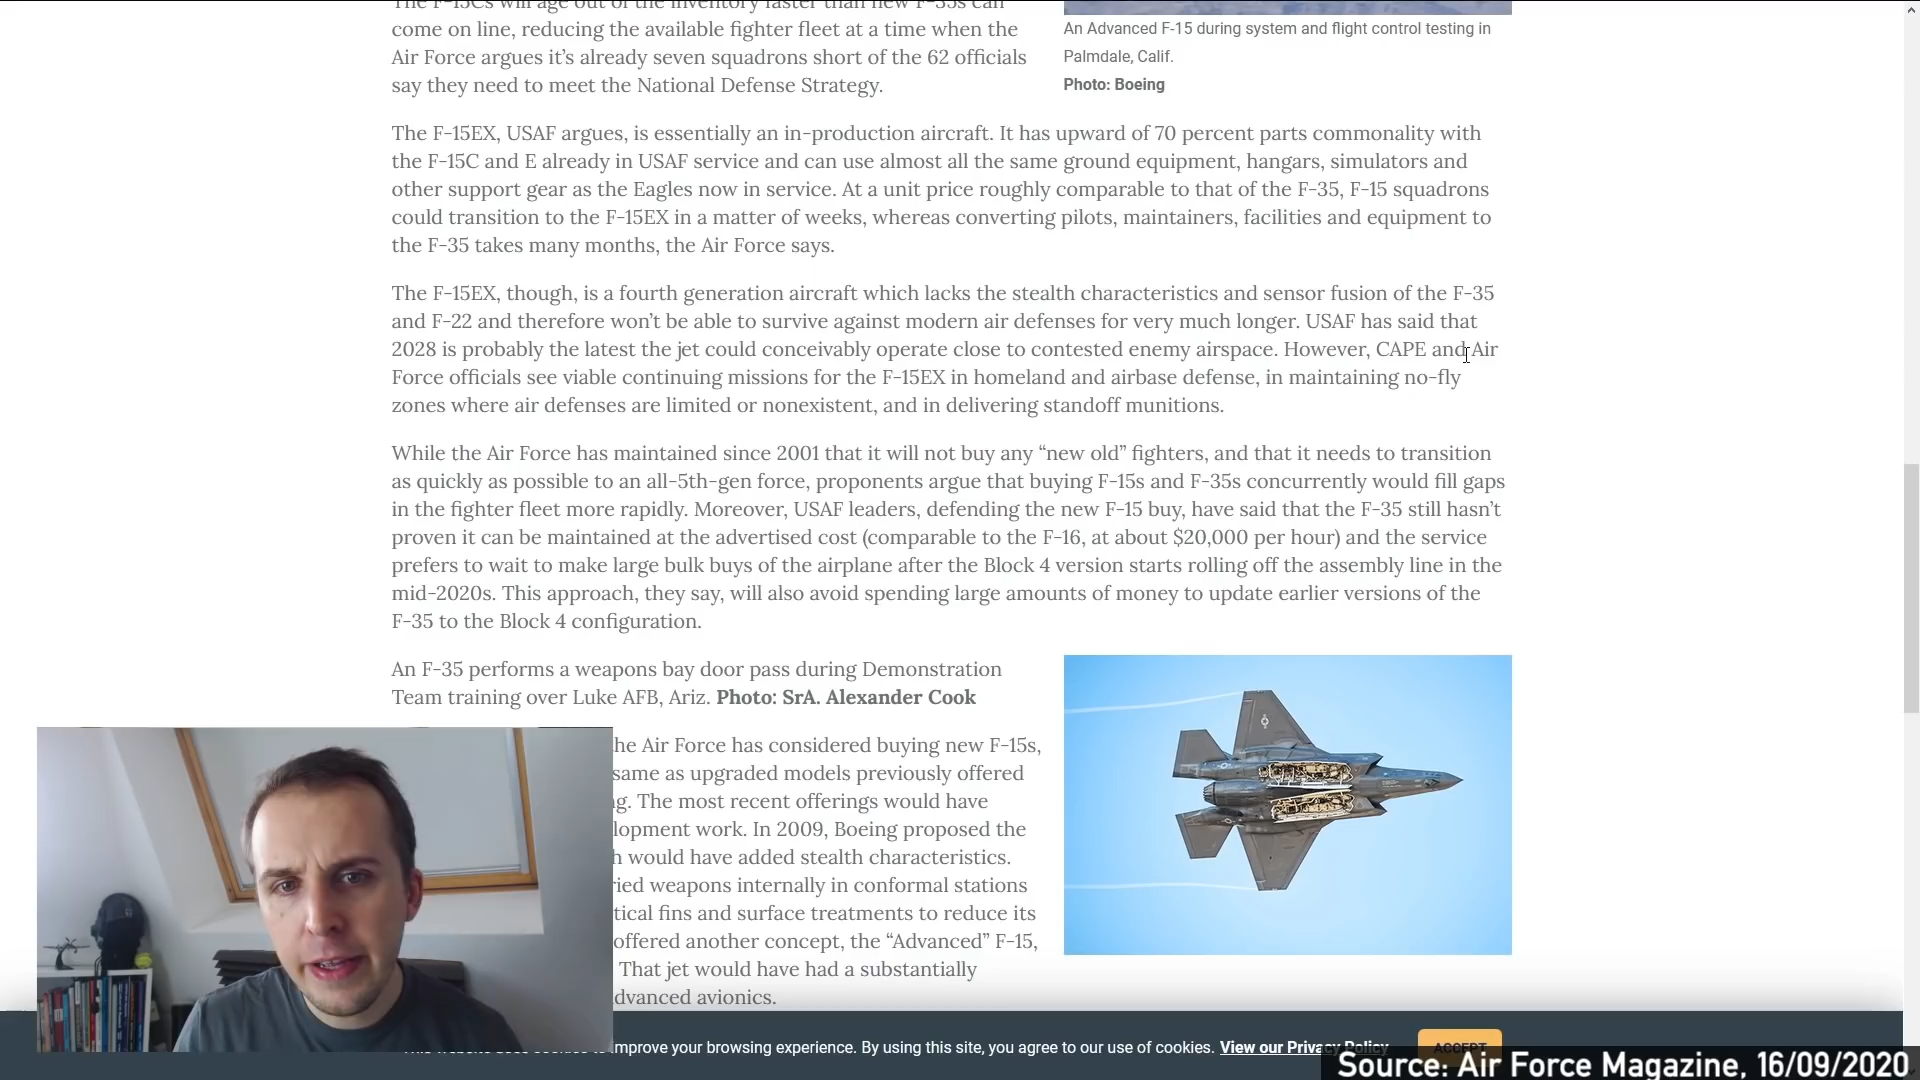 The F-15Cs will age out of the inventory faster than new F-35s can
come on line, reducing the available fighter fleet at a time when the
Air Force argues it’s already seven squadrons short of the 62 officials
say they need to meet the National Defense Strategy.
An Advanced F-15 during system and flight control testing in
Palmdale, Calif.
Photo: Boeing
The F-15EX, USAF argues, is essentially an in-production aircraft. It has upward of 70 percent parts commonality with
the F-15C and E already in USAF service and can use almost all the same ground equipment, hangars, simulators and
other support gear as the Eagles now in service. At a unit price roughly comparable to that of the F-35, F-15 squadrons
could transition to the F-15EX in a matter of weeks, whereas converting pilots, maintainers, facilities and equipment to
the F-35 takes many months, the Air Force says.
The F-15EX, though, is a fourth generation aircraft which lacks the stealth characteristics and sensor fusion of the F-35
and F-22 and therefore won’t be able to survive against modern air defenses for very much longer. USAF has said that
2028 is probably the latest the jet could conceivably operate close to contested enemy airspace. However, CAPE and Air
Force officials see viable continuing missions for the F-15EX in homeland and airbase defense, in maintaining no-fly
zones where air defenses are limited or nonexistent, and in delivering standoff munitions.
While the Air Force has maintained since 2001 that it will not buy any “new old” fighters, and that it needs to transition
as quickly as possible to an all-5th-gen force, proponents argue that buying F-15s and F-35s concurrently would fill gaps
in the fighter fleet more rapidly. Moreover, USAF leaders, defending the new F-15 buy, have said that the F-35 still hasn’t
proven it can be maintained at the advertised cost (comparable to the F-16, at about $20,000 per hour) and the service
prefers to wait to make large bulk buys of the airplane after the Block 4 version starts rolling off the assembly line in the
mid-2020s. This approach, they say, will also avoid spending large amounts of money to update earlier versions of the
F-35 to the Block 4 configuration.
An F-35 performs a weapons bay door pass during Demonstration
Team training over Luke AFB, Ariz. Photo: SrA. Alexander Cook
he Air Force has considered buying new F-15s,
same as upgraded models previously offered
g. The most recent offerings would have
lopment work. In 2009, Boeing proposed the
h would have added stealth characteristics.
ried weapons internally in conformal stations
tical fins and surface treatments to reduce its
offered another concept, the “Advanced” F-15,
That jet would have had a substantially
dvanced avionics.
improve your browsing experience. By using this site, you agree to our use of cookies. View our Privacy Policy
ACCEPT
Source: Air Force Magazine, 16/09/2020